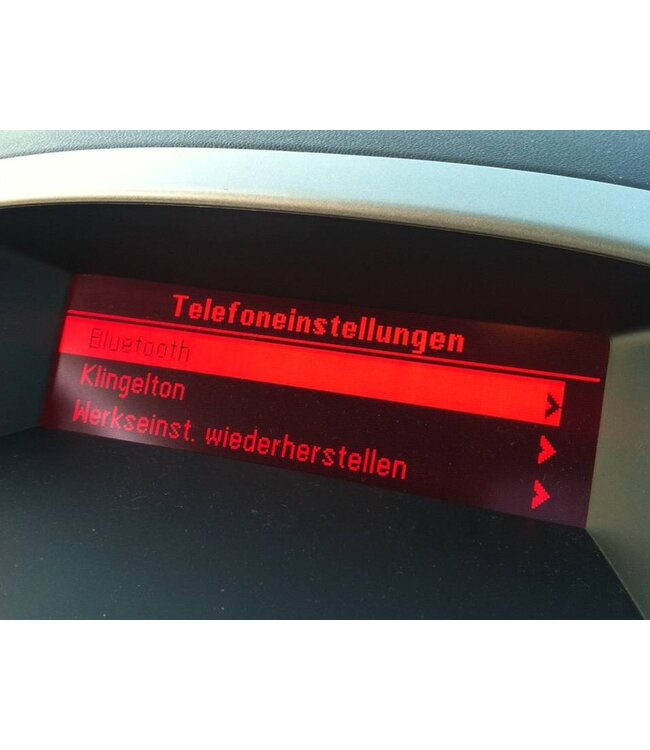 Telefoneinstellungen
Bluetooth
Klingelton
Werkseinst. wiederherstellen